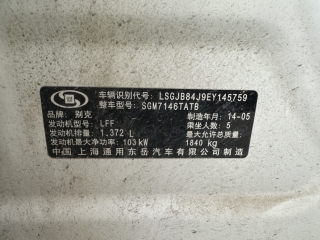 车辆识别代号: LSGJB84J9EY145759
整车型号: SGM7146TATB
品牌: 别克 制造年月: 14-05
发动机型号: LFF 乘坐人数: 5
发动机排量: 1.372 L 最大允许总质量:
发动机最大净功率: 103 kW 1840 kg
中国 上海通用东岳汽车有限公司制造